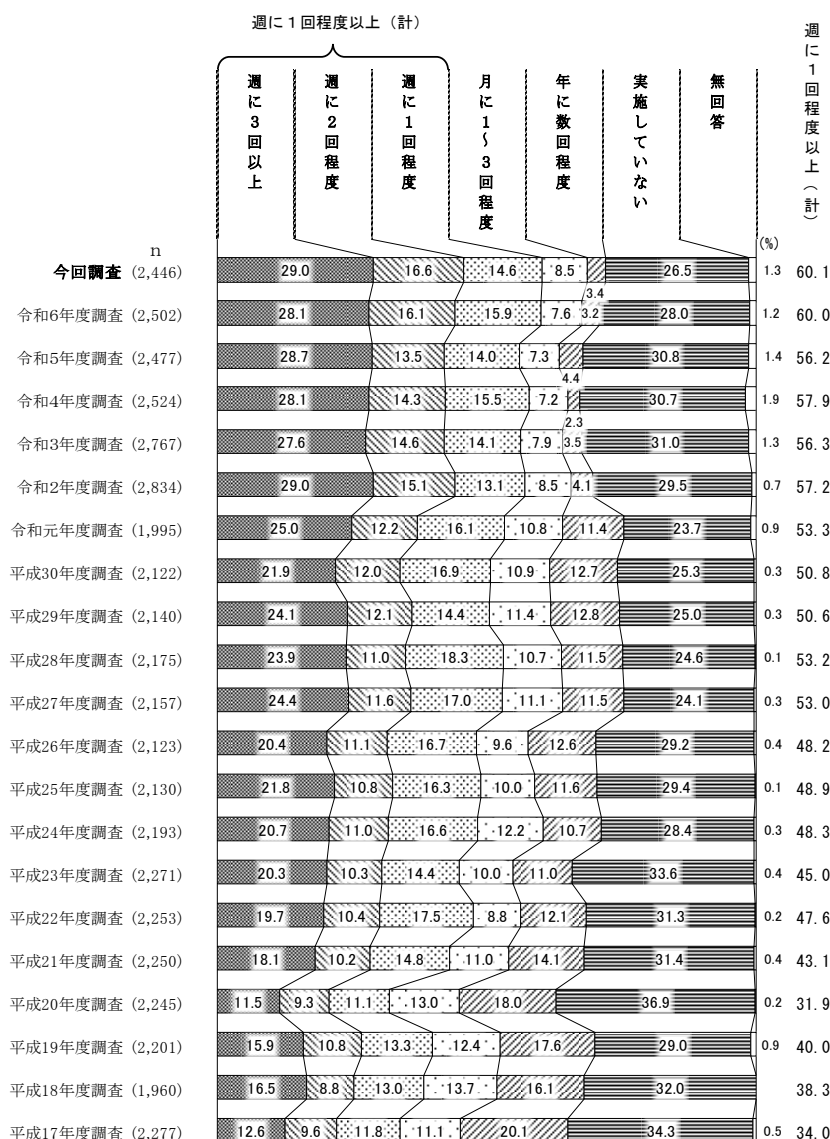 週に１回程度以上（計）
週に３回以上
週に２回程度
週に１回程度
月に１～３回程度
年に数回程度
実施していない
無回答
週に１回程度以上（計）
(%)
n
今回調査 (2,446) 29.0 16.6 14.6 8.5 3.4 26.5 1.3 60.1
令和6年度調査 (2,502) 28.1 16.1 15.9 7.6 3.2 28.0 1.2 60.0
令和5年度調査 (2,477) 28.7 13.5 14.0 7.3 4.4 30.8 1.4 56.2
令和4年度調査 (2,524) 28.1 14.3 15.5 7.2 2.3 30.7 1.9 57.9
令和3年度調査 (2,767) 27.6 14.6 14.1 7.9 3.5 31.0 1.3 56.3
令和2年度調査 (2,834) 29.0 15.1 13.1 8.5 4.1 29.5 0.7 57.2
令和元年度調査 (1,995) 25.0 12.2 16.1 10.8 11.4 23.7 0.9 53.3
平成30年度調査 (2,122) 21.9 12.0 16.9 10.9 12.7 25.3 0.3 50.8
平成29年度調査 (2,140) 24.1 12.1 14.4 11.4 12.8 25.0 0.3 50.6
平成28年度調査 (2,175) 23.9 11.0 18.3 10.7 11.5 24.6 0.1 53.2
平成27年度調査 (2,157) 24.4 11.6 17.0 11.1 11.5 24.1 0.3 53.0
平成26年度調査 (2,123) 20.4 11.1 16.7 9.6 12.6 29.2 0.4 48.2
平成25年度調査 (2,130) 21.8 10.8 16.3 10.0 11.6 29.4 0.1 48.9
平成24年度調査 (2,193) 20.7 11.0 16.6 12.2 10.7 28.4 0.3 48.3
平成23年度調査 (2,271) 20.3 10.3 14.4 10.0 11.0 33.6 0.4 45.0
平成22年度調査 (2,253) 19.7 10.4 17.5 8.8 12.1 31.3 0.2 47.6
平成21年度調査 (2,250) 18.1 10.2 14.8 11.0 14.1 31.4 0.4 43.1
平成20年度調査 (2,245) 11.5 9.3 11.1 13.0 18.0 36.9 0.2 31.9
平成19年度調査 (2,201) 15.9 10.8 13.3 12.4 17.6 29.0 0.9 40.0
平成18年度調査 (1,960) 16.5 8.8 13.0 13.7 16.1 32.0 38.3
平成17年度調査 (2,277) 12.6 9.6 11.8 11.1 20.1 34.3 0.5 34.0